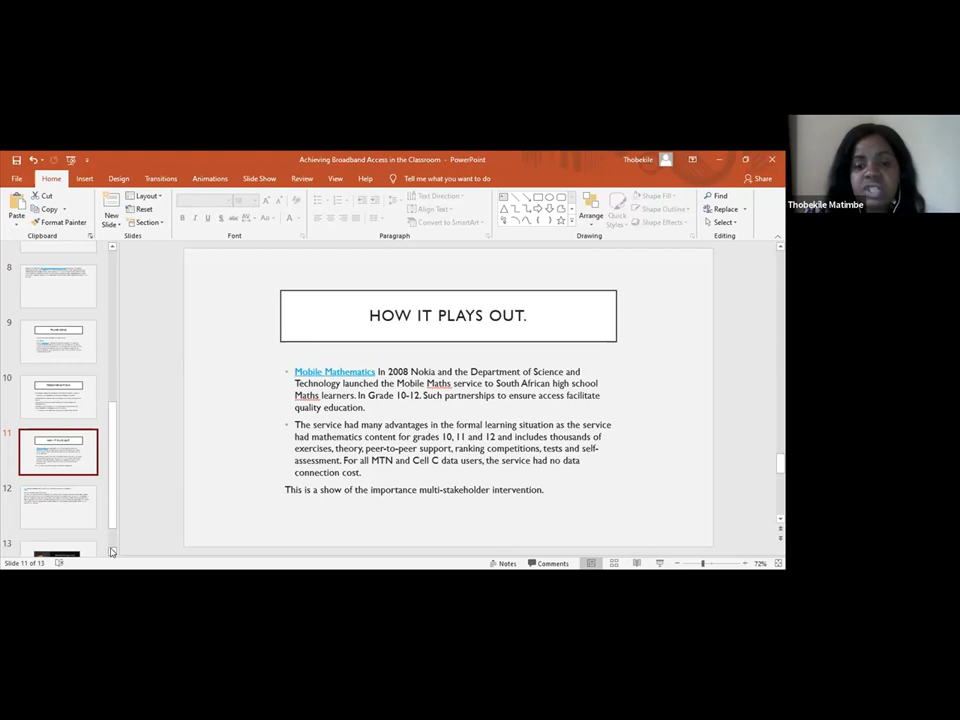 Achieving Broadband Access in the Classroom - PowerPoint
Thobekile
File Home Insert Design Transitions Animations Slide Show Review View Help Tell me what you want to do Share
Cut
Copy
Format Painter
Paste
Clipboard
New
Slide
Layout
Reset
Section
Slides
Font
Text Direction
Align Text
Convert to SmartArt
Paragraph
Arrange
Quick
Styles
Shape Fill
Shape Outline
Shape Effects
Drawing
Find
Replace
Select
Editing
Thobekile Matimbe
8
9
10
11
12
13
HOW IT PLAYS OUT.
Mobile Mathematics In 2008 Nokia and the Department of Science and
Technology launched the Mobile Maths service to South African high school
Maths learners. In Grade 10-12. Such partnerships to ensure access facilitate
quality education.
The service had many advantages in the formal learning situation as the service
had mathematics content for grades 10, 11 and 12 and includes thousands of
exercises, theory, peer-to-peer support, ranking competitions, tests and self-
assessment. For all MTN and Cell C data users, the service had no data
connection cost.
This is a show of the importance multi-stakeholder intervention.
Slide 11 of 13
Notes Comments 72%